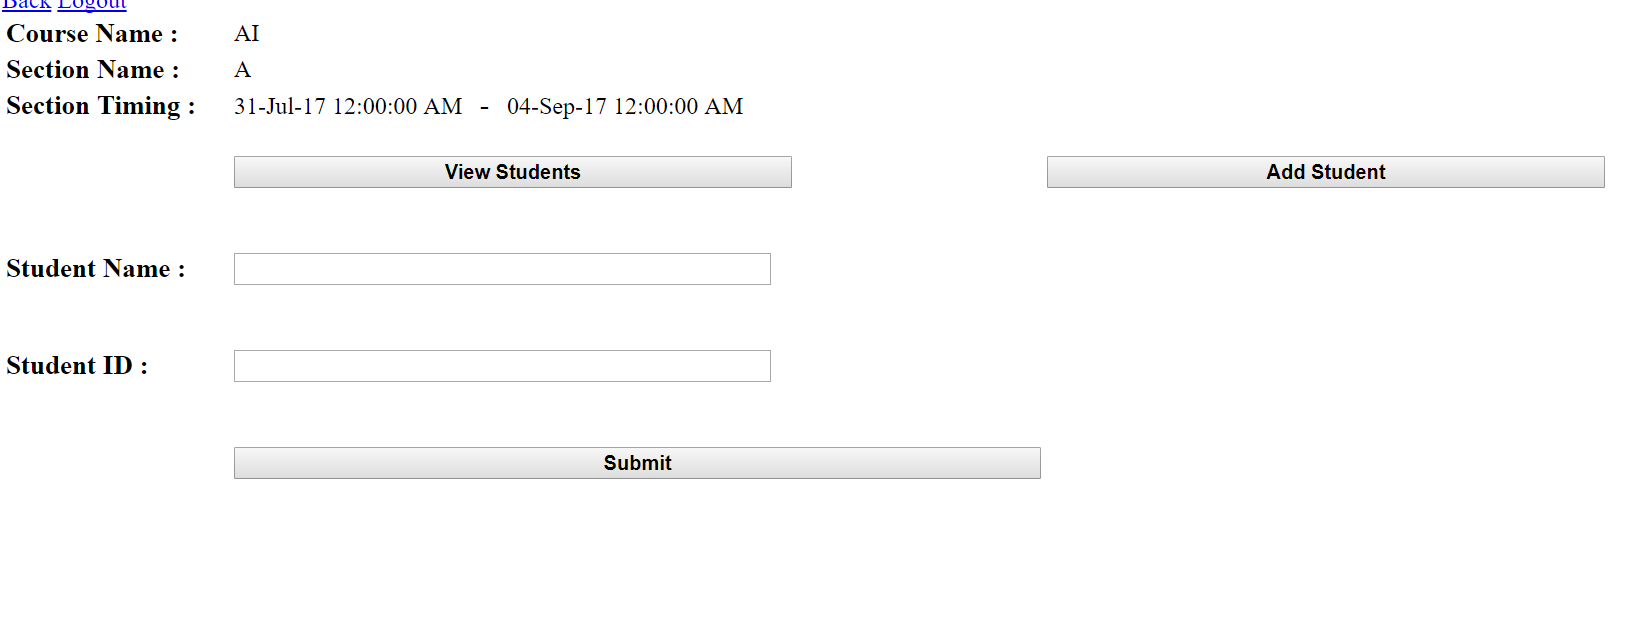 Back Logout
Course Name : AI
Section Name : A
Section Timing : 31-Jul-17 12:00:00 AM - 04-Sep-17 12:00:00 AM
View Students Add Student
Student Name :
Student ID :
Submit